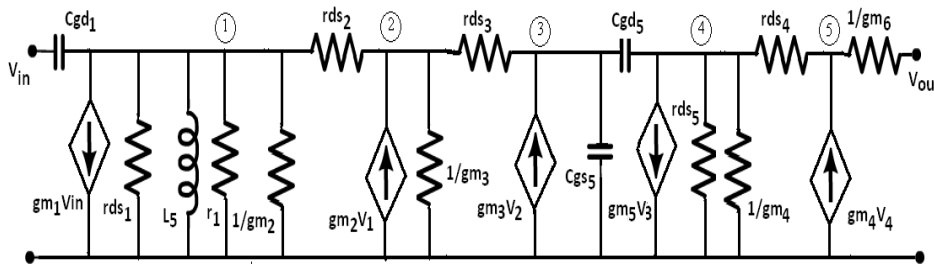 Cgd1
1
rds2
2
rds3
3
Cgd5
4
rds4
5
1/gm6
Vin
Vou
gm1Vin
rds1
L5
r1
1/gm2
gm2V1
1/gm3
gm3V2
Cgs5
gm5V3
rds5
1/gm4
gm4V4